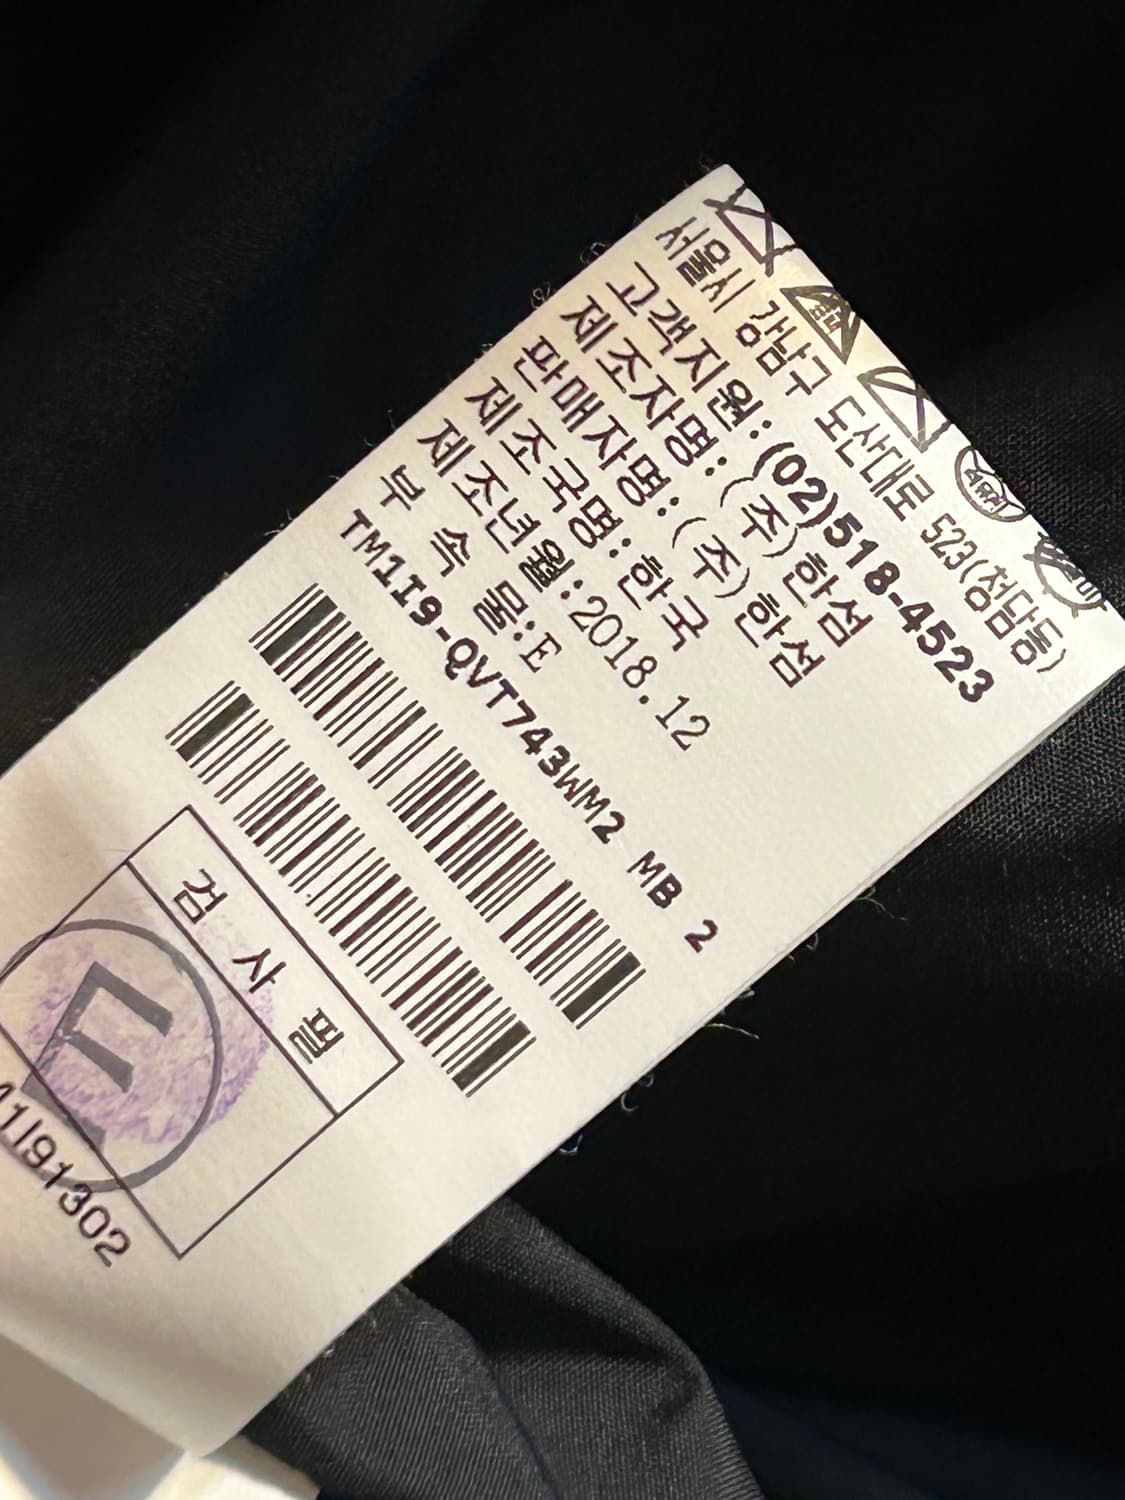 서울시 강남구 도산대로 523(청담동)
고객지원:(02)518-4523
제조자명:(주)한섬
판매자명:(주)한섬
제조국명:한국
제조년월:2018.12
부 속 물:E
TM1I9-QVT743WM2 MB 2
검 사 필
1I91302